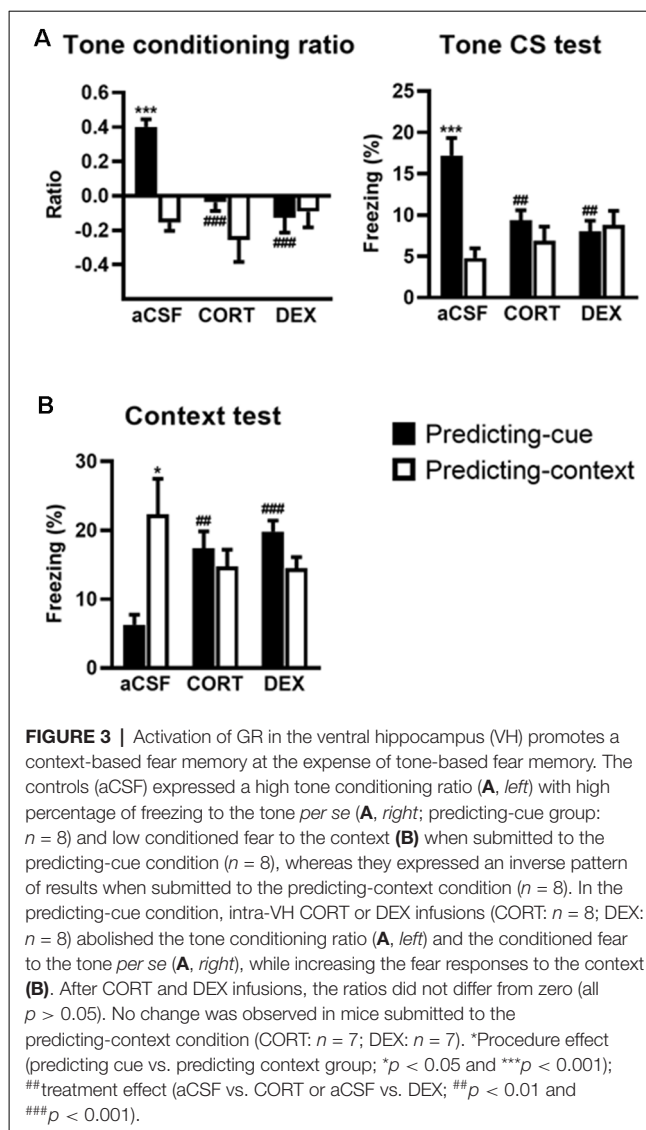 A Tone conditioning ratio
Tone CS test
Ratio
0.6
0.4
0.2
0.0
-0.2
-0.4
***
###
###
aCSF CORT DEX
Freezing (%)
25
20
15
10
5
0
***
##
##
aCSF CORT DEX
B Context test
Freezing (%)
30
20
10
0
*
##
###
aCSF CORT DEX
Predicting-cue
Predicting-context
FIGURE 3 | Activation of GR in the ventral hippocampus (VH) promotes a
context-based fear memory at the expense of tone-based fear memory. The
controls (aCSF) expressed a high tone conditioning ratio (A, left) with high
percentage of freezing to the tone per se (A, right; predicting-cue group:
n = 8) and low conditioned fear to the context (B) when submitted to the
predicting-cue condition (n = 8), whereas they expressed an inverse pattern
of results when submitted to the predicting-context condition (n = 8). In the
predicting-cue condition, intra-VH CORT or DEX infusions (CORT: n = 8; DEX:
n = 8) abolished the tone conditioning ratio (A, left) and the conditioned fear
to the tone per se (A, right), while increasing the fear responses to the context
(B). After CORT and DEX infusions, the ratios did not differ from zero (all
p > 0.05). No change was observed in mice submitted to the
predicting-context condition (CORT: n = 7; DEX: n = 7). *Procedure effect
(predicting cue vs. predicting context group; *p < 0.05 and ***p < 0.001);
##treatment effect (aCSF vs. CORT or aCSF vs. DEX; ##p < 0.01 and
###p < 0.001).